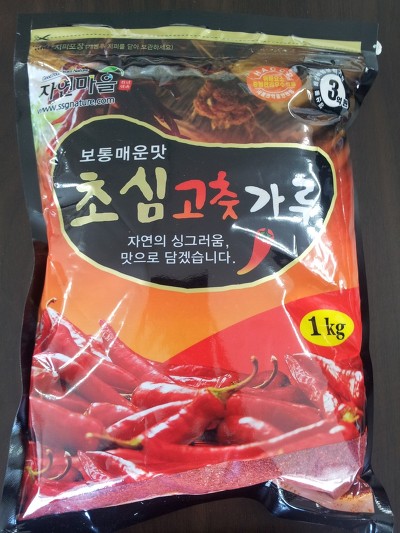 자연마을
www.ssgnature.com
보통매운맛
초심고춧가루
자연의 싱그러움,
맛으로 담겠습니다.
1kg